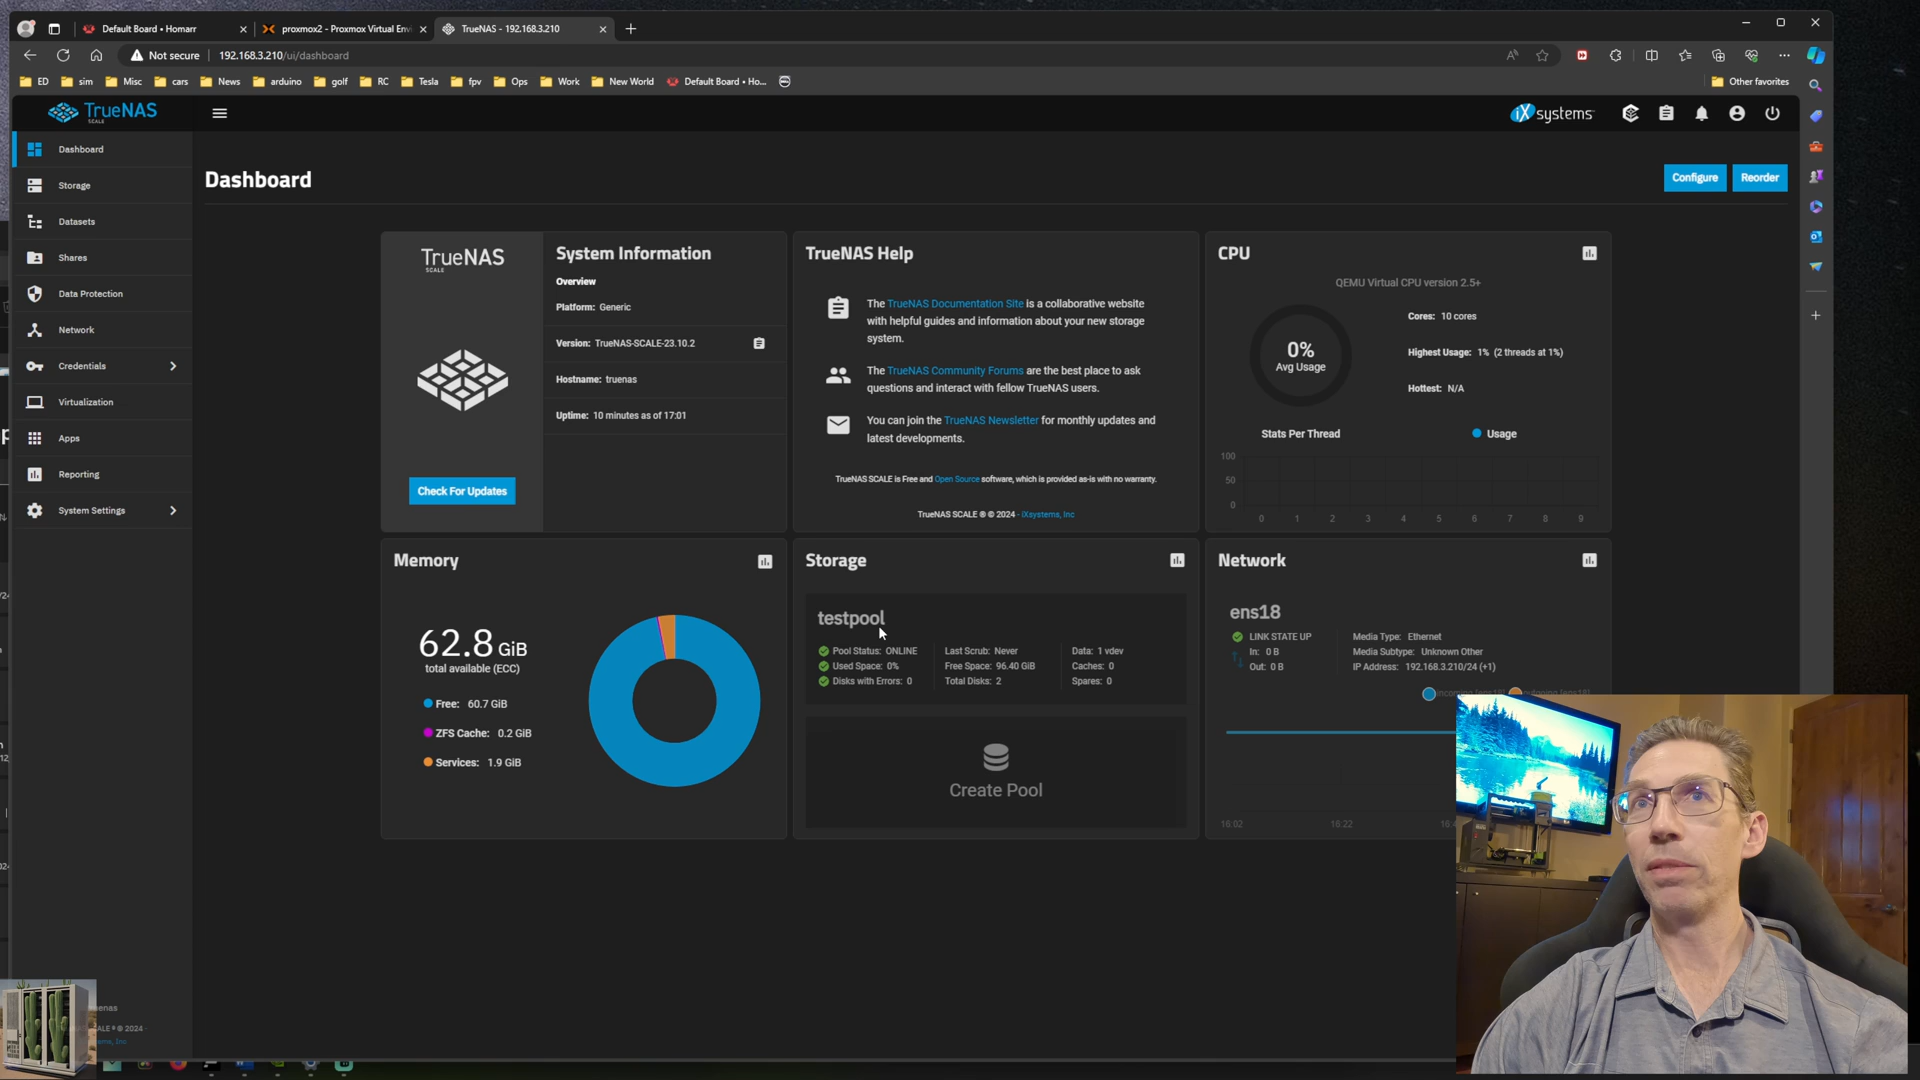 Default Board • Homarr
proxmox2 - Proxmox Virtual Envi
TrueNAS - 192.168.3.210
Not secure
192.168.3.210/ui/dashboard
ED
sim
Misc
cars
News
arduino
golf
RC
Tesla
fpv
Ops
Work
New World
Default Board • Ho...
Other favorites
TrueNAS
SCALE
iX systems
Dashboard
Storage
Datasets
Shares
Data Protection
Network
Credentials
Virtualization
Apps
Reporting
System Settings
Dashboard
Configure
Reorder
TrueNAS
SCALE
Check For Updates
System Information
Overview
Platform: Generic
Version: TrueNAS-SCALE-23.10.2
Hostname: truenas
Uptime: 10 minutes as of 17:01
TrueNAS Help
The TrueNAS Documentation Site is a collaborative website
with helpful guides and information about your new storage
system.
The TrueNAS Community Forums are the best place to ask
questions and interact with fellow TrueNAS users.
You can join the TrueNAS Newsletter for monthly updates and
latest developments.
TrueNAS SCALE is Free and Open Source software, which is provided as-is with no warranty.
TrueNAS SCALE ® © 2024 - iXsystems, Inc
CPU
QEMU Virtual CPU version 2.5+
0%
Avg Usage
Cores: 10 cores
Highest Usage: 1% (2 threads at 1%)
Hottest: N/A
Stats Per Thread
Usage
100
50
0
0 1 2 3 4 5 6 7 8 9
Memory
62.8 GiB
total available (ECC)
Free: 60.7 GiB
ZFS Cache: 0.2 GiB
Services: 1.9 GiB
Storage
testpool
Pool Status: ONLINE
Used Space: 0%
Disks with Errors: 0
Last Scrub: Never
Free Space: 96.40 GiB
Total Disks: 2
Data: 1 vdev
Caches: 0
Spares: 0
Create Pool
Network
ens18
LINK STATE UP
In: 0 B
Out: 0 B
Media Type: Ethernet
Media Subtype: Unknown Other
IP Address: 192.168.3.210/24 (+1)
16:02
16:22
16:4
enas
ALE ® © 2024 -
ems, Inc